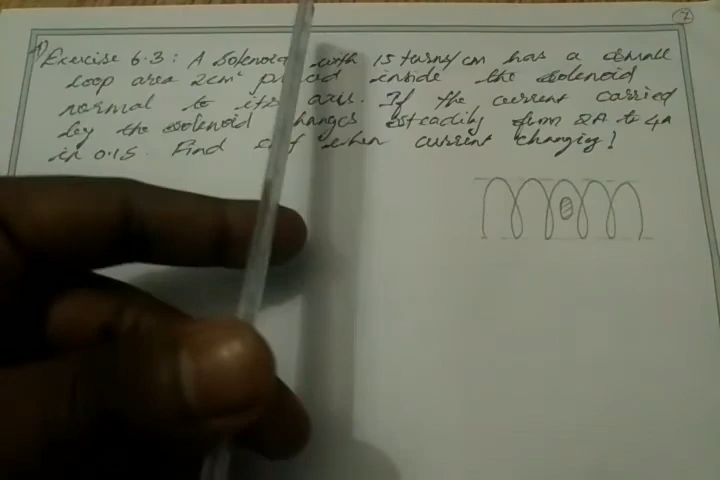 7
Exercise 6.3: A Solenoid with 15 turns/cm has a small
loop area 2cm² placed inside the solenoid
normal to its axis. If the current carried
by the solenoid changes steadily from 2A to 4A
in 0.1S. Find emf when current changing!